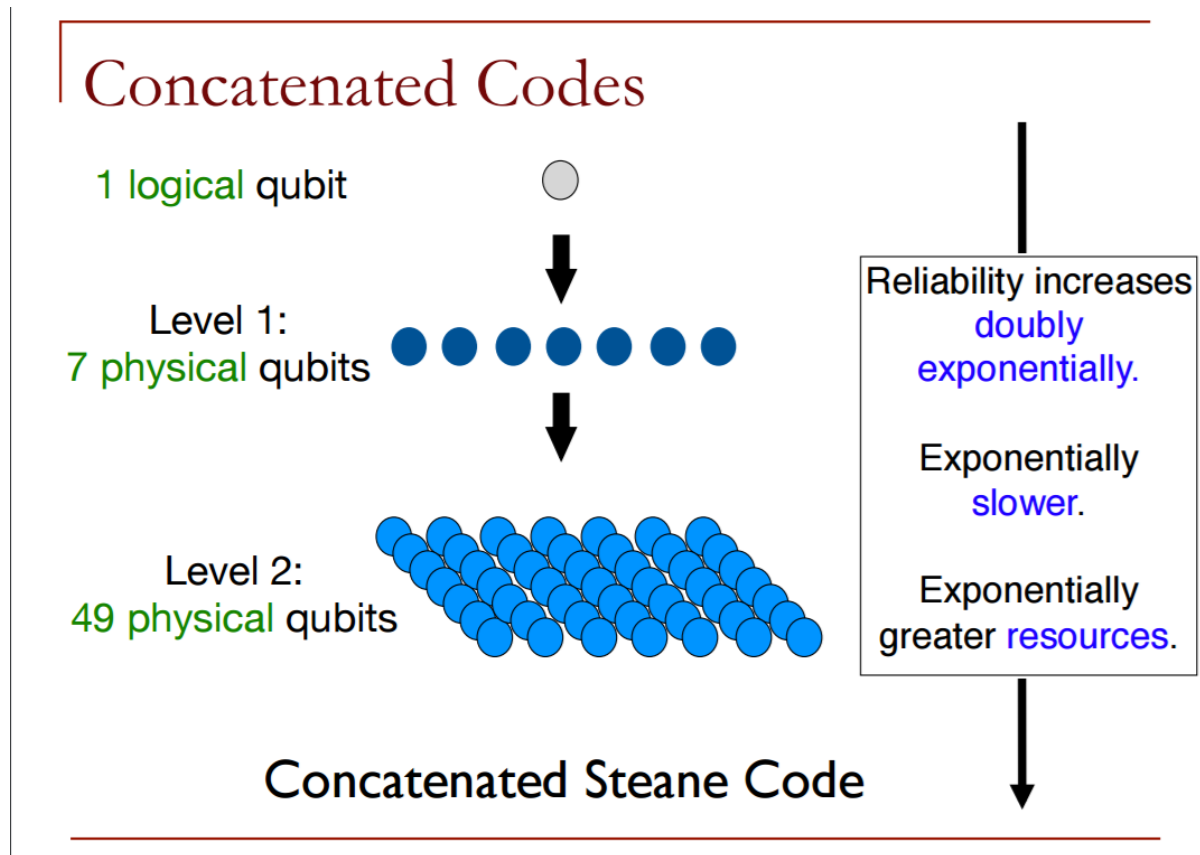 Concatenated Codes
1 logical qubit
Level 1:
7 physical qubits
Level 2:
49 physical qubits
Reliability increases
doubly
exponentially.
Exponentially
slower.
Exponentially
greater resources.
Concatenated Steane Code